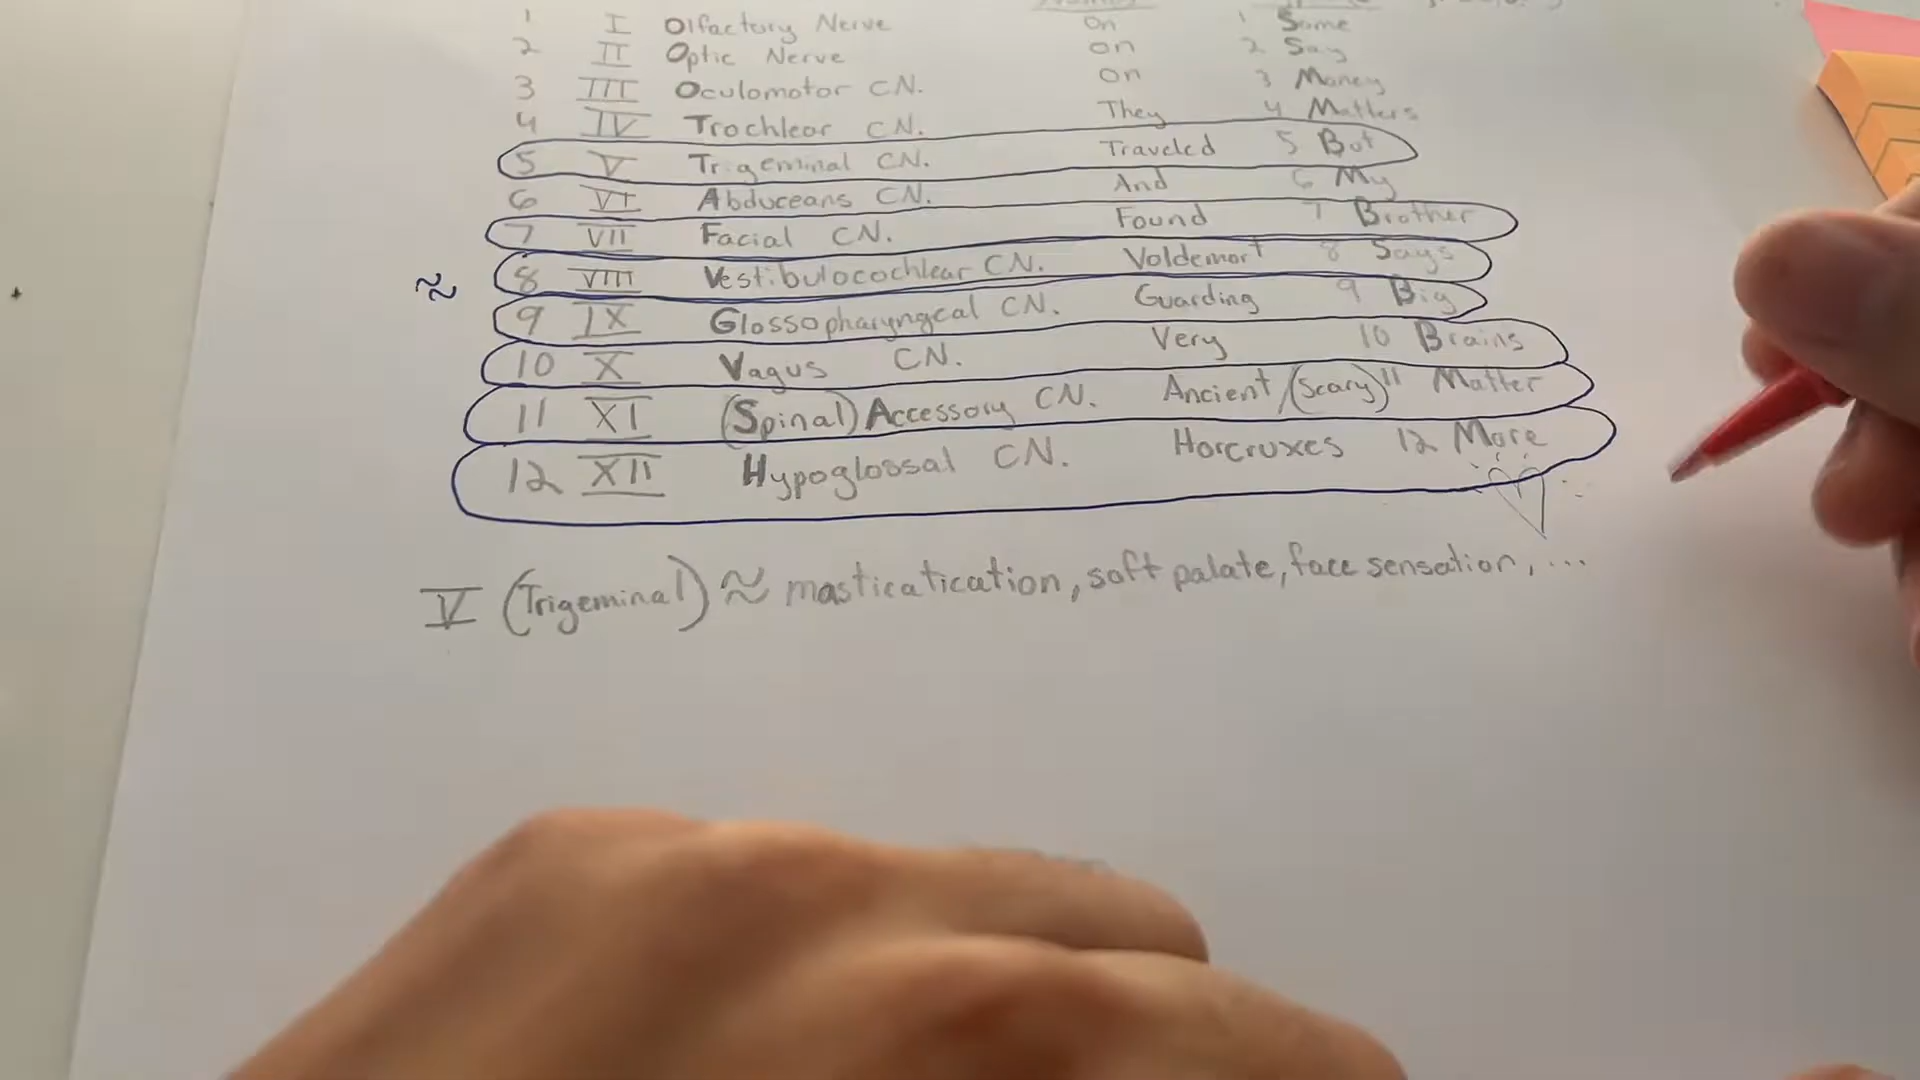 1 I Olfactory Nerve On 1 Some
2 II Optic Nerve on 2 Say
3 III Oculomotor CN. On 3 Money
4 IV Trochlear CN. They 4 Matters
5 V Trigeminal CN. Traveled 5 But
6 VI Abduceans CN. And 6 My
7 VII Facial CN. Found 7 Brother
≈ 8 VIII Vestibulocochlear CN. Voldemort 8 Says
9 IX Glossopharyngeal CN. Guarding 9 Big
10 X Vagus CN. Very 10 Brains
11 XI (Spinal) Accessory CN. Ancient/(Scary) 11 Matter
12 XII Hypoglossal CN. Horcruxes 12 More
V (Trigeminal) ≈ masticatication, soft palate, face sensation, ...